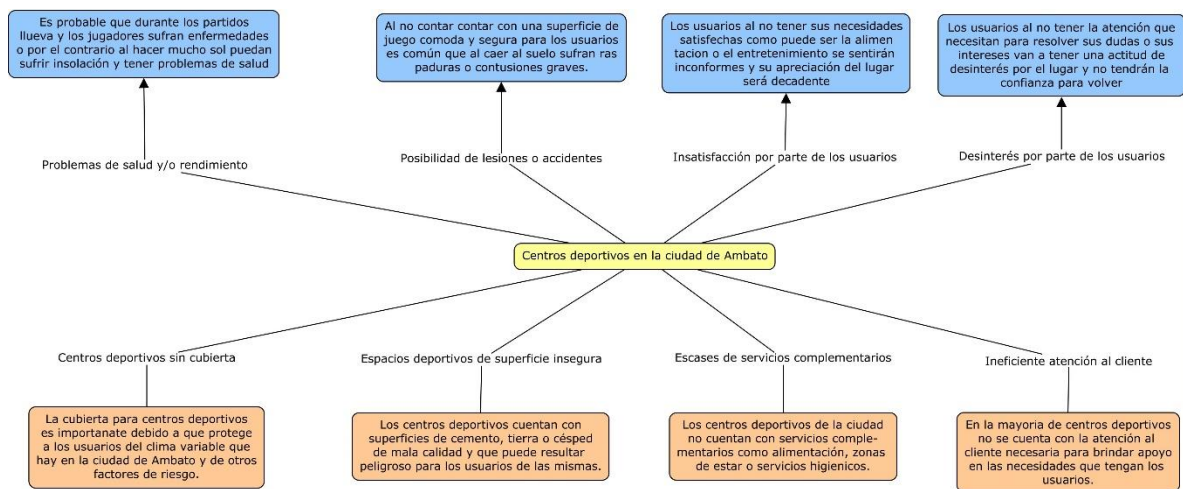 Es probable que durante los partidos
llueva y los jugadores sufran enfermedades
o por el contrario al hacer mucho sol puedan
sufrir insolación y tener problemas de salud
Al no contar contar con una superficie de
juego comoda y segura para los usuarios
es común que al caer al suelo sufran ras
paduras o contusiones graves.
Los usuarios al no tener sus necesidades
satisfechas como puede ser la alimen
tacion o el entretenimiento se sentirán
inconformes y su apreciación del lugar
será decadente
Los usuarios al no tener la atención que
necesitan para resolver sus dudas o sus
intereses van a tener una actitud de
desinterés por el lugar y no tendrán la
confianza para volver
Problemas de salud y/o rendimiento
Posibilidad de lesiones o accidentes
Insatisfacción por parte de los usuarios
Desinterés por parte de los usuarios
Centros deportivos en la ciudad de Ambato
Centros deportivos sin cubierta
Espacios deportivos de superficie insegura
Escases de servicios complementarios
Ineficiente atención al cliente
La cubierta para centros deportivos
es importanate debido a que protege
a los usuarios del clima variable que
hay en la ciudad de Ambato y de otros
factores de riesgo.
Los centros deportivos cuentan con
superficies de cemento, tierra o césped
de mala calidad y que puede resultar
peligroso para los usuarios de las mismas.
Los centros deportivos de la ciudad
no cuentan con servicios comple-
mentarios como alimentación, zonas
de estar o servicios higienicos.
En la mayoria de centros deportivos
no se cuenta con la atención al
cliente necesaria para brindar apoyo
en las necesidades que tengan los
usuarios.